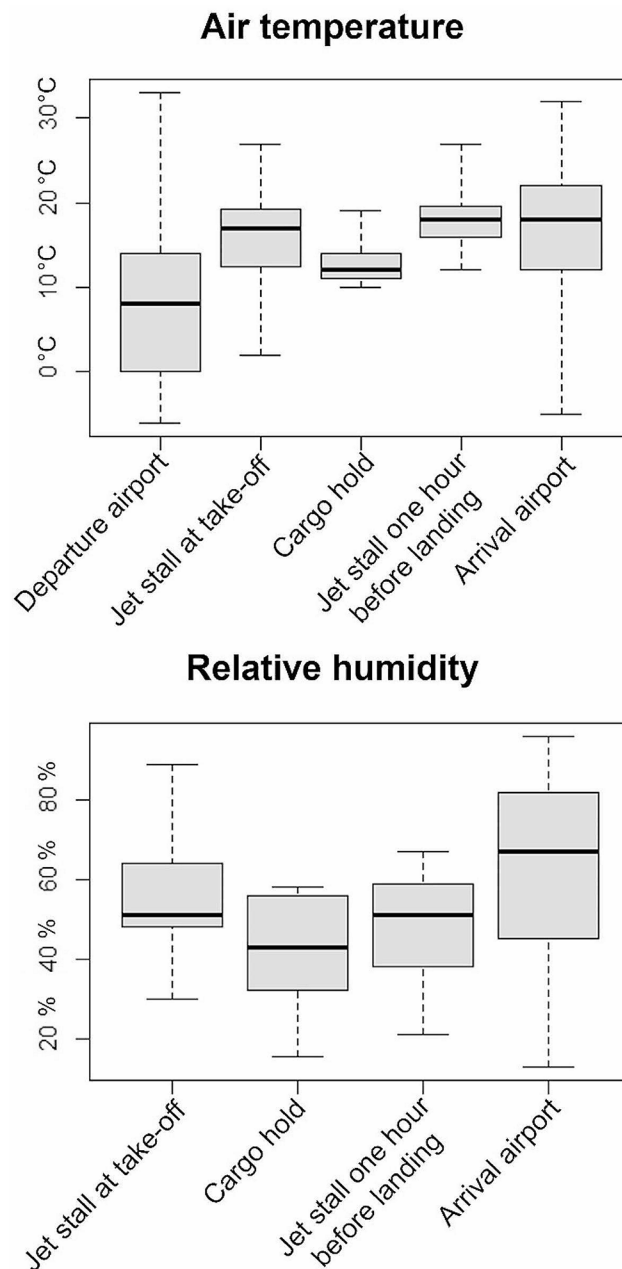 Air temperature
30°C
20 °C
10°C
0°C
Departure airport
Jet stall at take-off
Cargo hold
Jet stall one hour
before landing
Arrival airport
Relative humidity
80 %
60 %
40 %
20 %
Jet stall at take-off
Cargo hold
Jet stall one hour
before landing
Arrival airport